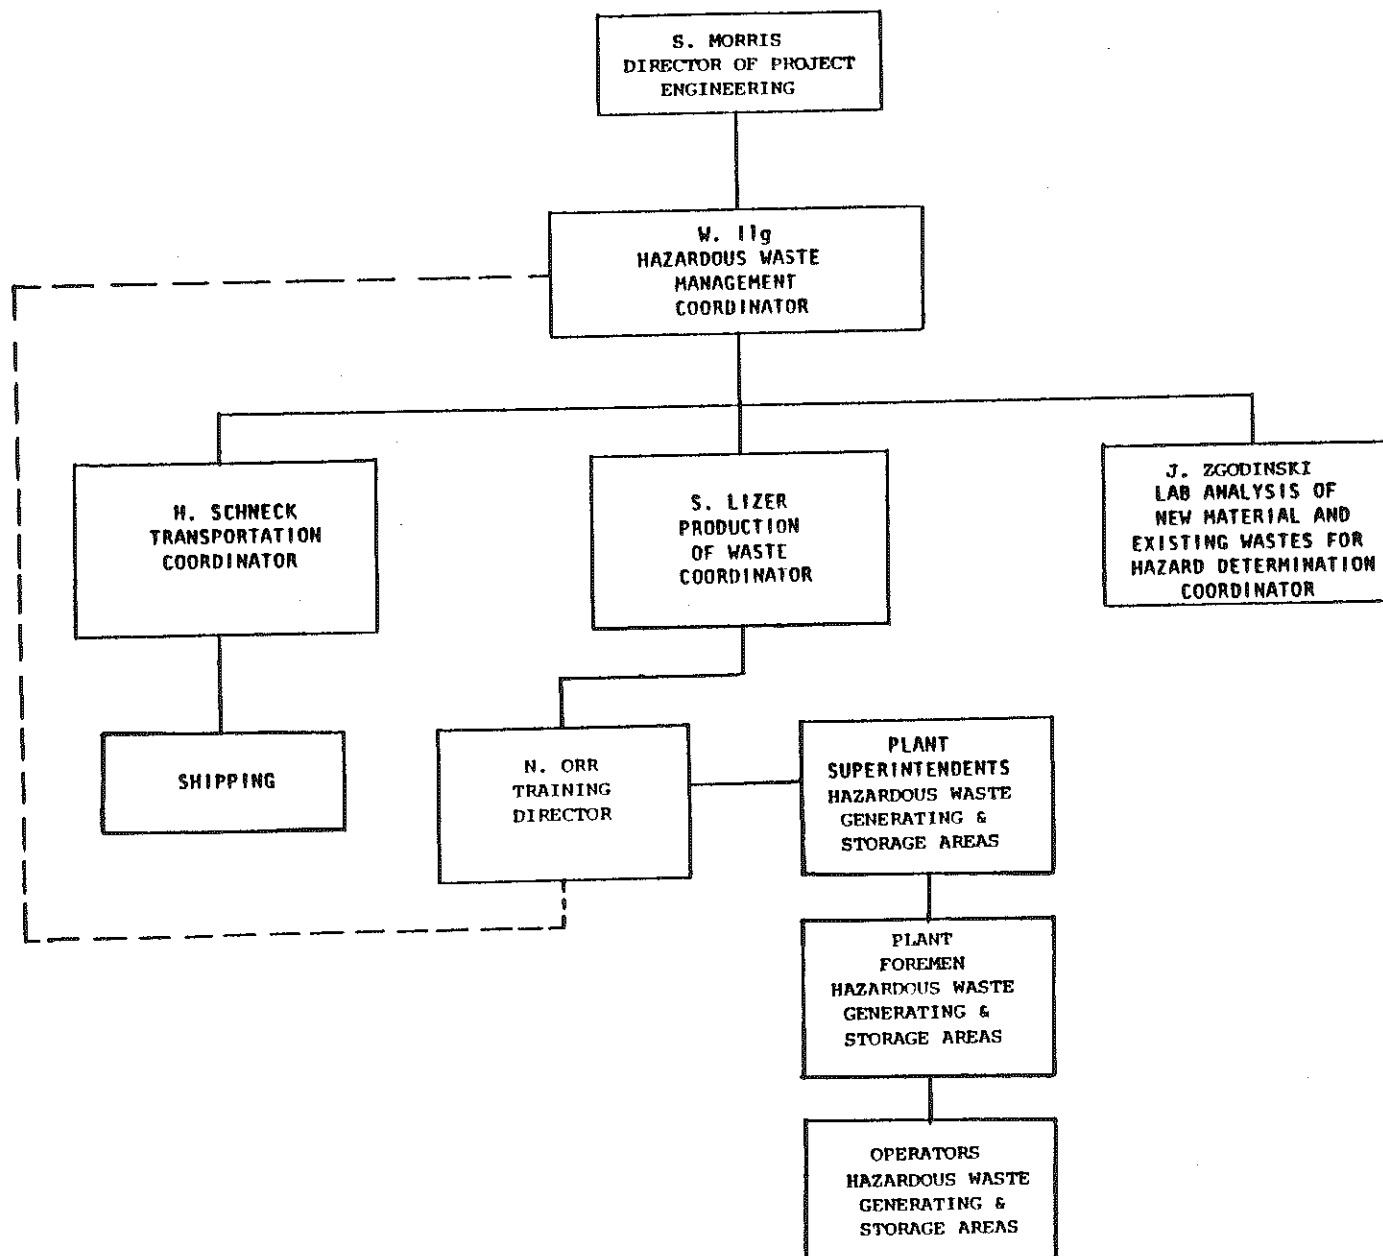 S. MORRIS
DIRECTOR OF PROJECT
ENGINEERING
W. Ilg
HAZARDOUS WASTE
MANAGEMENT
COORDINATOR
H. SCHNECK
TRANSPORTATION
COORDINATOR
S. LIZER
PRODUCTION
OF WASTE
COORDINATOR
J. ZGODINSKI
LAB ANALYSIS OF
NEW MATERIAL AND
EXISTING WASTES FOR
HAZARD DETERMINATION
COORDINATOR
SHIPPING
N. ORR
TRAINING
DIRECTOR
PLANT
SUPERINTENDENTS
HAZARDOUS WASTE
GENERATING &
STORAGE AREAS
PLANT
FOREMEN
HAZARDOUS WASTE
GENERATING &
STORAGE AREAS
OPERATORS
HAZARDOUS WASTE
GENERATING &
STORAGE AREAS